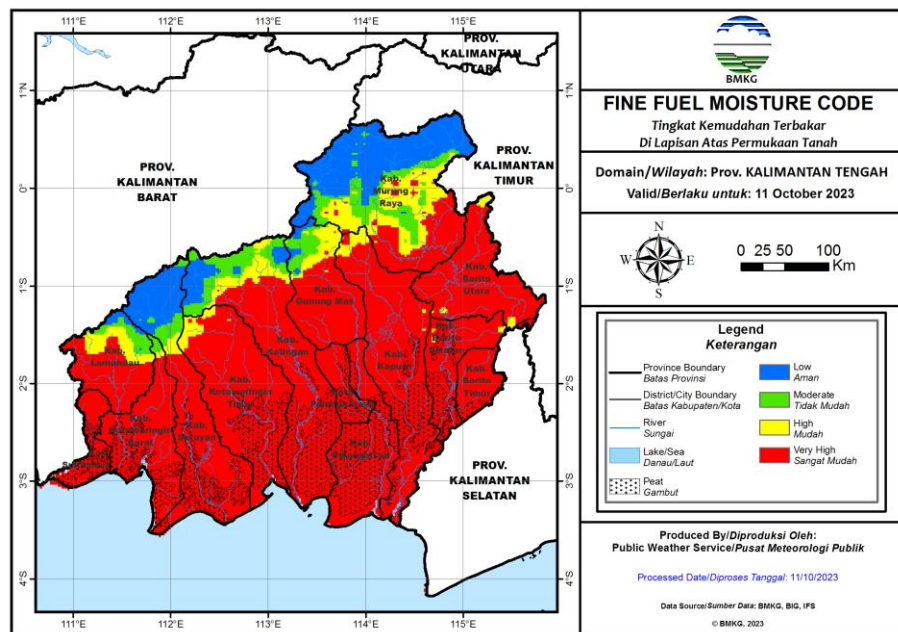 111°E 112°E 113°E 114°E 115°E
PROV.
KALIMANTAN
UTARA
1°N
PROV.
KALIMANTAN
BARAT
PROV.
KALIMANTAN
TIMUR
0°
Kab.
Murung
Raya
1°S
Kab.
Barito
Utara
Kab.
Gunung Mas
Kab.
Lamandau
Kab.
Katingan
Kab.
Kapuas
Kab.
Barito
Selatan
2°S
Kab.
Kotawaringin
Timur
Kab.
Barito
Timur
Kab.
Kotawaringin
Barat
Kab.
Seruyan
3°S
PROV.
KALIMANTAN
SELATAN
4°S
111°E 112°E 113°E 114°E 115°E
BMKG
FINE FUEL MOISTURE CODE
Tingkat Kemudahan Terbakar
Di Lapisan Atas Permukaan Tanah
Domain/Wilayah: Prov. KALIMANTAN TENGAH
Valid/Berlaku untuk: 11 October 2023
N
W E
S
0 25 50 100
Km
Legend
Keterangan
Province Boundary
Batas Provinsi
District/City Boundary
Batas Kabupaten/Kota
River
Sungai
Lake/Sea
Danau/Laut
Peat
Gambut
Low
Aman
Moderate
Tidak Mudah
High
Mudah
Very High
Sangat Mudah
Produced By/Diproduksi Oleh:
Public Weather Service/Pusat Meteorologi Publik
Processed Date/Diproses Tanggal: 11/10/2023
Data Source/Sumber Data: BMKG, BIG, IFS
© BMKG, 2023